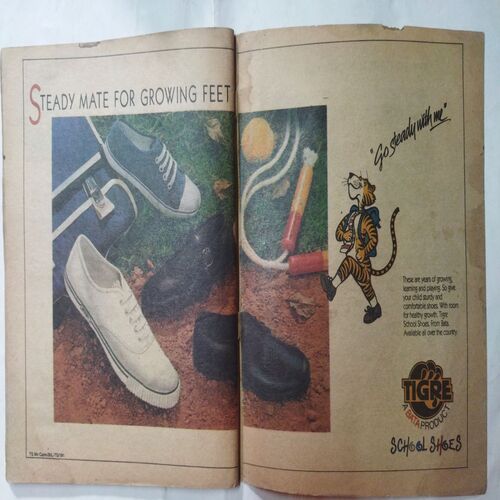 STEADY MATE FOR GROWING FEET
"Go steady with me"
These are years of growing,
learning and playing. So give
your child sturdy and
comfortable shoes. With room
for healthy growth. Tigre
School Shoes. From Bata.
Available all over the country.
TIGRE
A BATA PRODUCT
SCHOOL SHOES